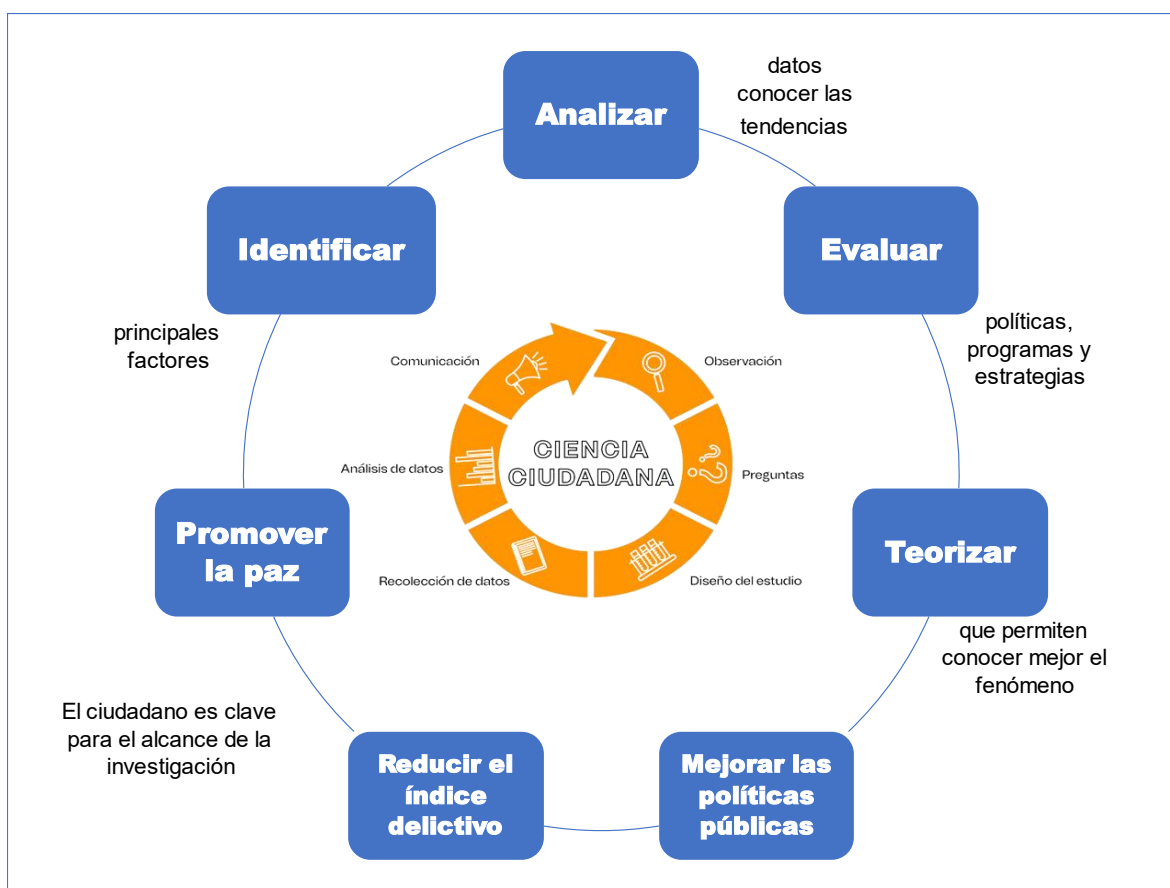 Analizar
datos
conocer las
tendencias
Evaluar
políticas,
programas y
estrategias
Teorizar
que permiten
conocer mejor el
fenómeno
Mejorar las
políticas
públicas
Reducir el
índice
delictivo
El ciudadano es clave
para el alcance de la
investigación
Promover
la paz
Identificar
principales
factores
CIENCIA
CIUDADANA
Observación
Preguntas
Diseño del estudio
Recolección de datos
Análisis de datos
Comunicación